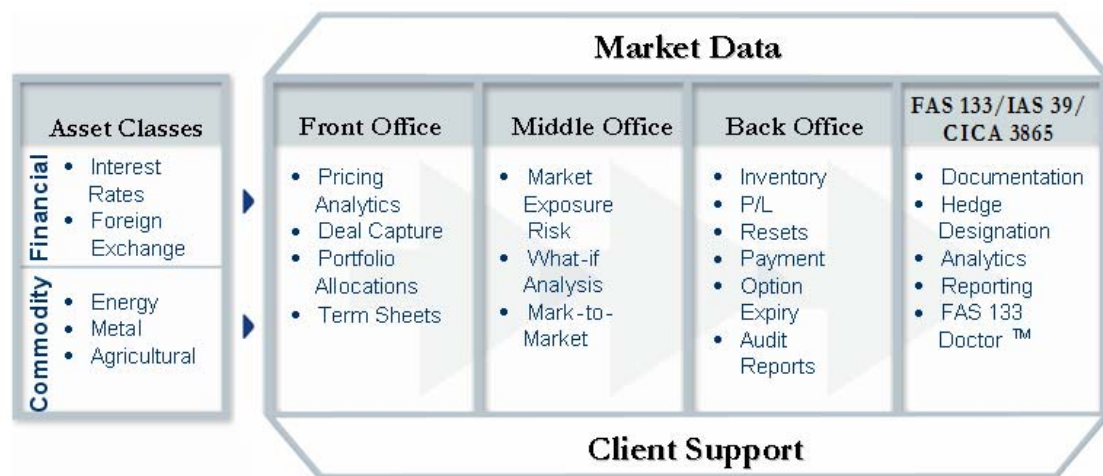 Market Data
Asset Classes
Financial
• Interest
Rates
• Foreign
Exchange
Commodity
• Energy
• Metal
• Agricultural
Front Office
• Pricing
Analytics
• Deal Capture
• Portfolio
Allocations
• Term Sheets
Middle Office
• Market
Exposure
Risk
• What-if
Analysis
• Mark-to-
Market
Back Office
• Inventory
• P/L
• Resets
• Payment
• Option
Expiry
• Audit
Reports
FAS 133/IAS 39/
CICA 3865
• Documentation
• Hedge
Designation
• Analytics
• Reporting
• FAS 133
Doctor ™
Client Support